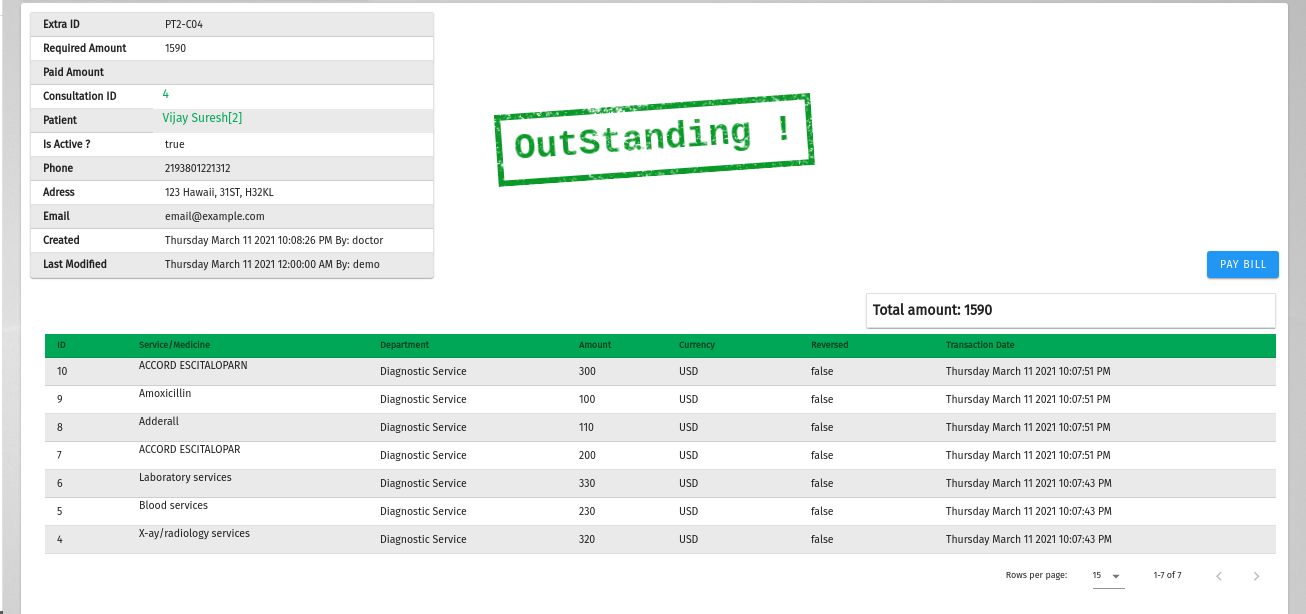 Extra ID PT2-C04
Required Amount 1590
Paid Amount
Consultation ID 4
Patient Vijay Suresh[2]
Is Active ? true
Phone 2193801221312
Adress 123 Hawaii, 31ST, H32KL
Email email@example.com
Created Thursday March 11 2021 10:08:26 PM By: doctor
Last Modified Thursday March 11 2021 12:00:00 AM By: demo
OutStanding !
PAY BILL
Total amount: 1590
ID Service/Medicine Department Amount Currency Reversed Transaction Date
10 ACCORD ESCITALOPARN Diagnostic Service 300 USD false Thursday March 11 2021 10:07:51 PM
9 Amoxicillin Diagnostic Service 100 USD false Thursday March 11 2021 10:07:51 PM
8 Adderall Diagnostic Service 110 USD false Thursday March 11 2021 10:07:51 PM
7 ACCORD ESCITALOPAR Diagnostic Service 200 USD false Thursday March 11 2021 10:07:51 PM
6 Laboratory services Diagnostic Service 330 USD false Thursday March 11 2021 10:07:43 PM
5 Blood services Diagnostic Service 230 USD false Thursday March 11 2021 10:07:43 PM
4 X-ay/radiology services Diagnostic Service 320 USD false Thursday March 11 2021 10:07:43 PM
Rows per page: 15 1-7 of 7